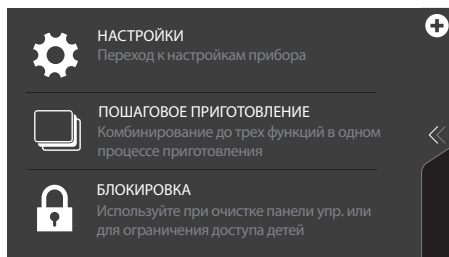 НАСТРОЙКИ
Переход к настройкам прибора
ПОШАГОВОЕ ПРИГОТОВЛЕНИЕ
Комбинирование до трех функций в одном
процессе приготовления
БЛОКИРОВКА
Используйте при очистке панели упр. или
для ограничения доступа детей